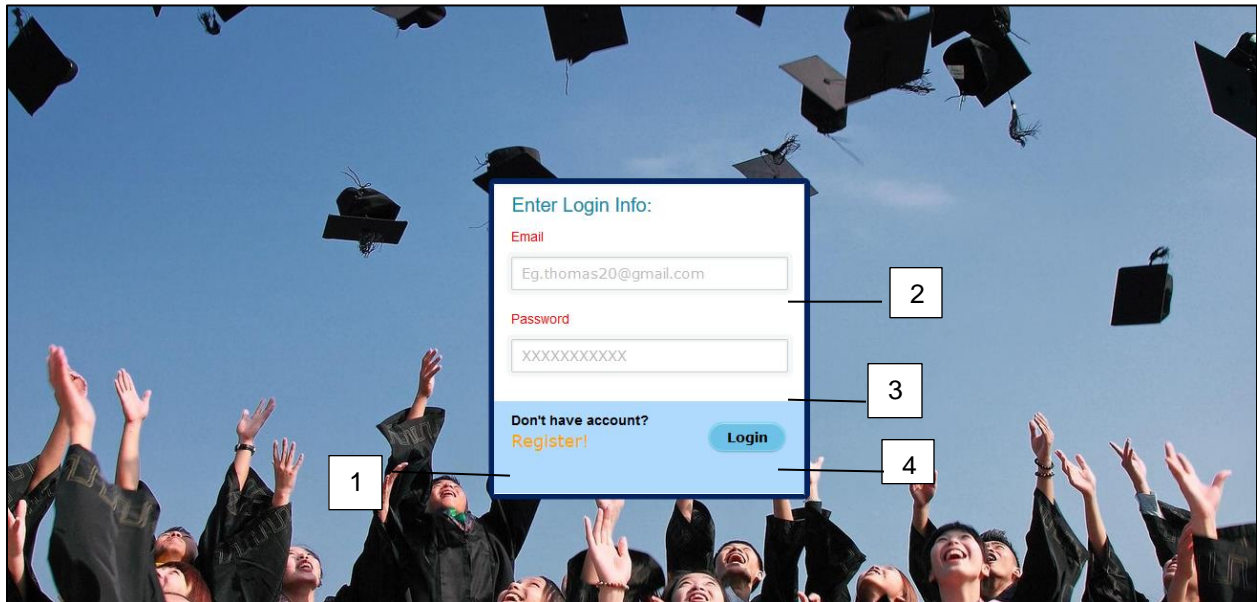 Enter Login Info:
Email
Eg.thomas20@gmail.com
2
Password
XXXXXXXXXXX
3
Don't have account?
Register!
Login
4
1